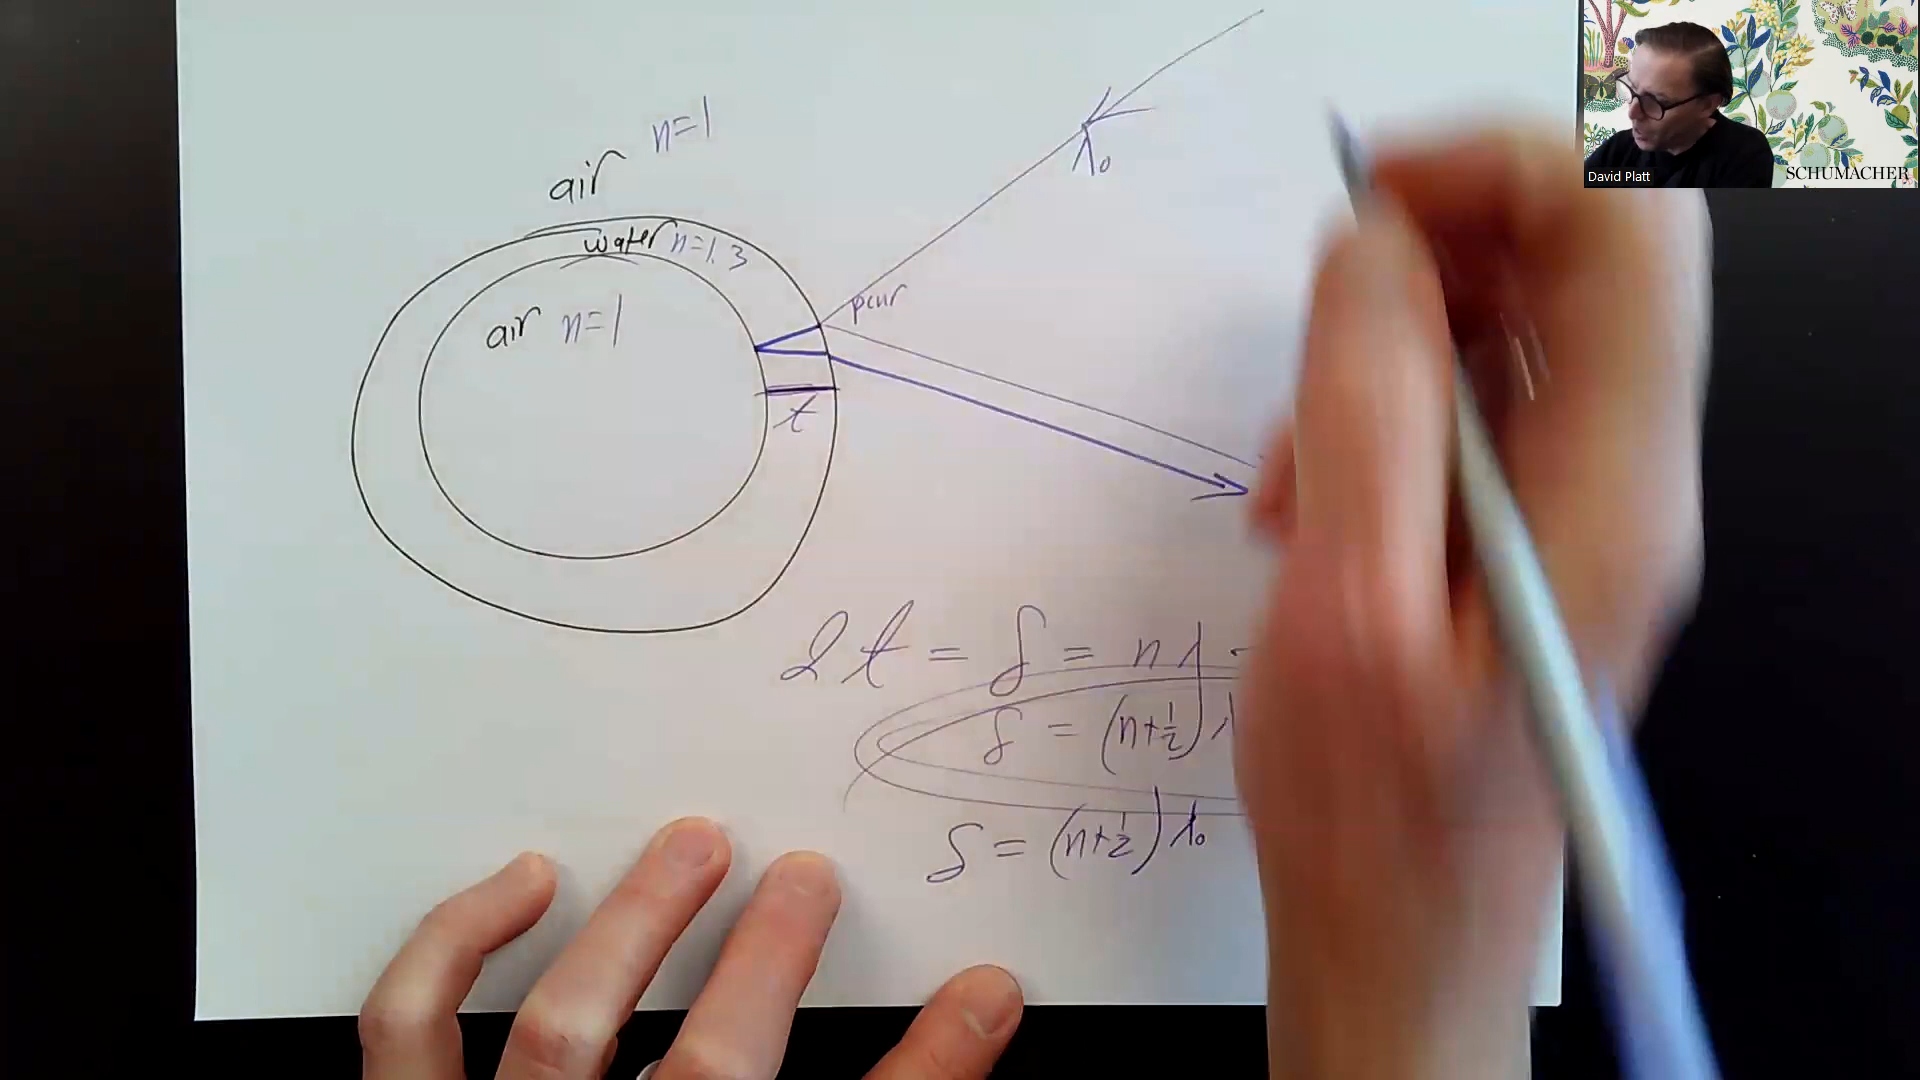 n=1
air
λ₀
water n=1.3
pcur
air n=1
t
2t = δ = nλ -
δ = (n+½)λ
δ = (n+½)λ₀
David Platt
SCHUMACHER